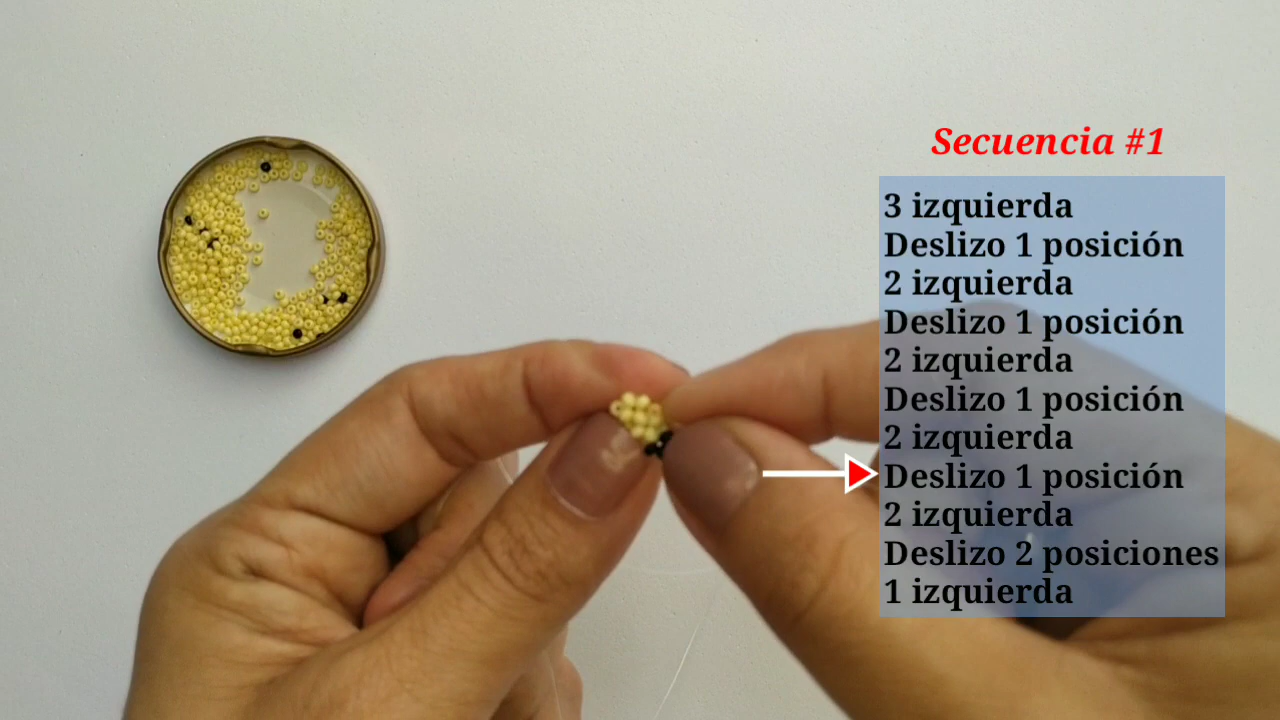 Secuencia #1
3 izquierda
Deslizo 1 posición
2 izquierda
Deslizo 1 posición
2 izquierda
Deslizo 1 posición
2 izquierda
Deslizo 1 posición
2 izquierda
Deslizo 2 posiciones
1 izquierda